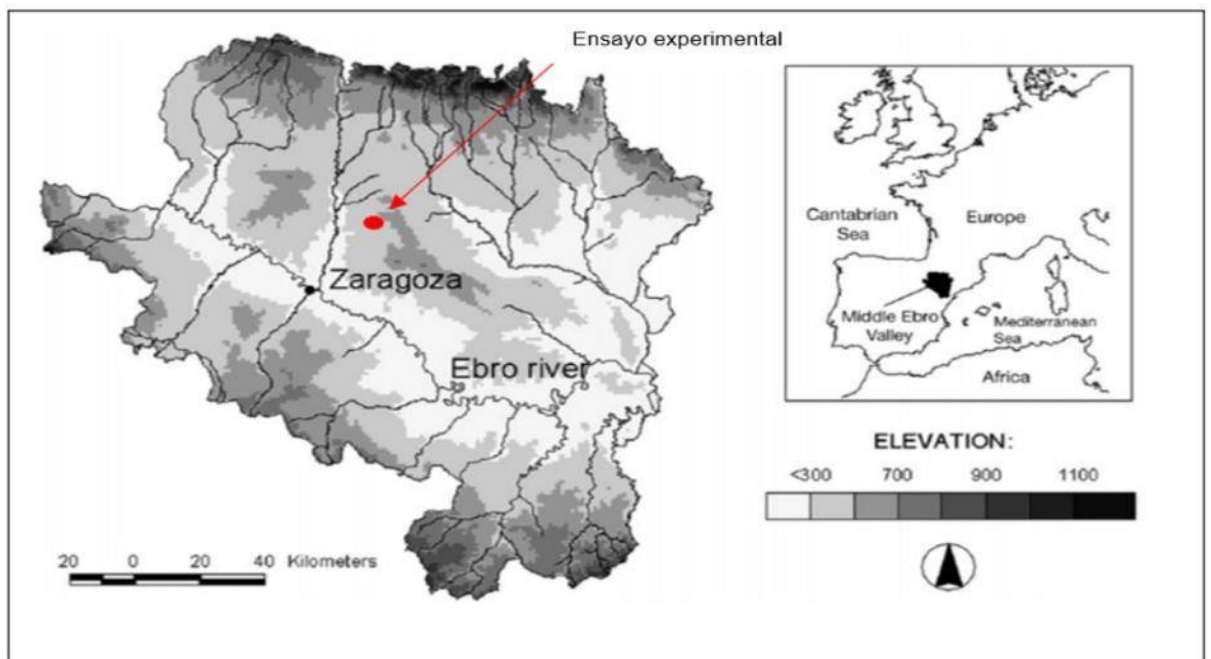 Ensayo experimental
Zaragoza
Ebro river
20 0 20 40 Kilometers
Cantabrian
Sea
Europe
Middle Ebro
Valley
Mediterranean
Sea
Africa
ELEVATION:
<300 700 900 1100